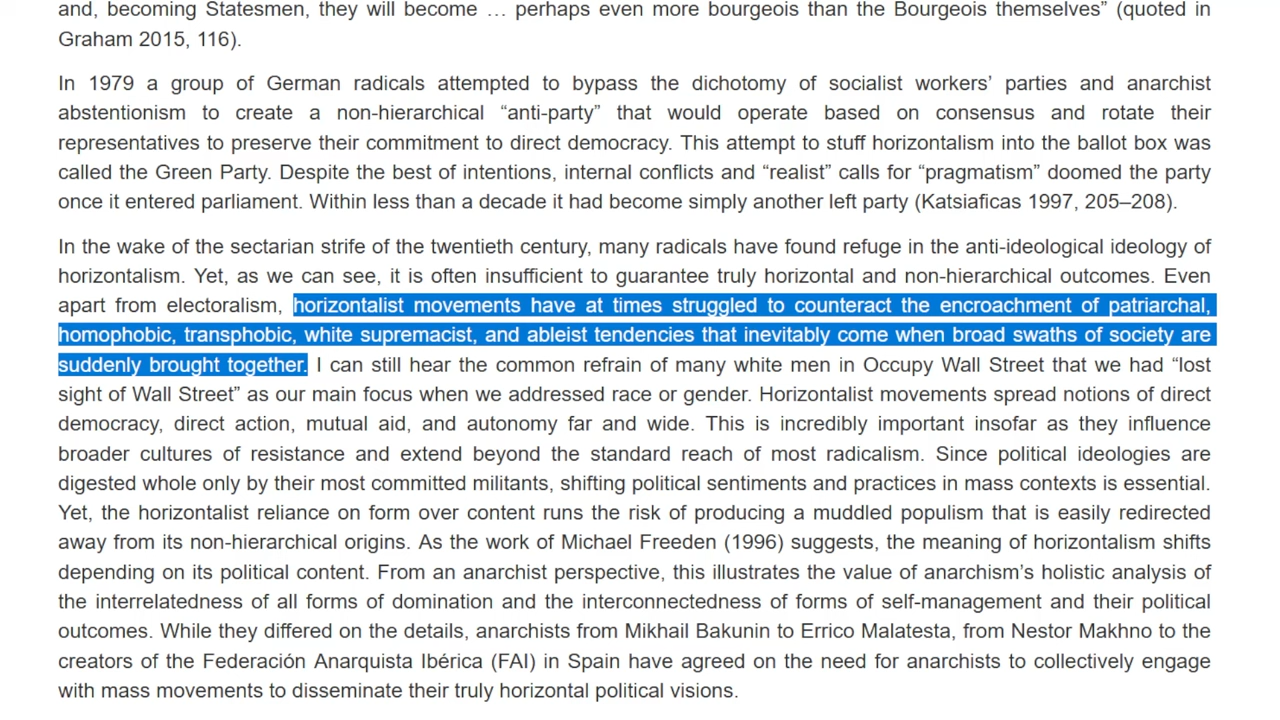 and, becoming Statesmen, they will become … perhaps even more bourgeois than the Bourgeois themselves” (quoted in
Graham 2015, 116).
In 1979 a group of German radicals attempted to bypass the dichotomy of socialist workers’ parties and anarchist
abstentionism to create a non-hierarchical “anti-party” that would operate based on consensus and rotate their
representatives to preserve their commitment to direct democracy. This attempt to stuff horizontalism into the ballot box was
called the Green Party. Despite the best of intentions, internal conflicts and “realist” calls for “pragmatism” doomed the party
once it entered parliament. Within less than a decade it had become simply another left party (Katsiaficas 1997, 205–208).
In the wake of the sectarian strife of the twentieth century, many radicals have found refuge in the anti-ideological ideology of
horizontalism. Yet, as we can see, it is often insufficient to guarantee truly horizontal and non-hierarchical outcomes. Even
apart from electoralism, horizontalist movements have at times struggled to counteract the encroachment of patriarchal,
homophobic, transphobic, white supremacist, and ableist tendencies that inevitably come when broad swaths of society are
suddenly brought together. I can still hear the common refrain of many white men in Occupy Wall Street that we had “lost
sight of Wall Street” as our main focus when we addressed race or gender. Horizontalist movements spread notions of direct
democracy, direct action, mutual aid, and autonomy far and wide. This is incredibly important insofar as they influence
broader cultures of resistance and extend beyond the standard reach of most radicalism. Since political ideologies are
digested whole only by their most committed militants, shifting political sentiments and practices in mass contexts is essential.
Yet, the horizontalist reliance on form over content runs the risk of producing a muddled populism that is easily redirected
away from its non-hierarchical origins. As the work of Michael Freeden (1996) suggests, the meaning of horizontalism shifts
depending on its political content. From an anarchist perspective, this illustrates the value of anarchism’s holistic analysis of
the interrelatedness of all forms of domination and the interconnectedness of forms of self-management and their political
outcomes. While they differed on the details, anarchists from Mikhail Bakunin to Errico Malatesta, from Nestor Makhno to the
creators of the Federación Anarquista Ibérica (FAI) in Spain have agreed on the need for anarchists to collectively engage
with mass movements to disseminate their truly horizontal political visions.